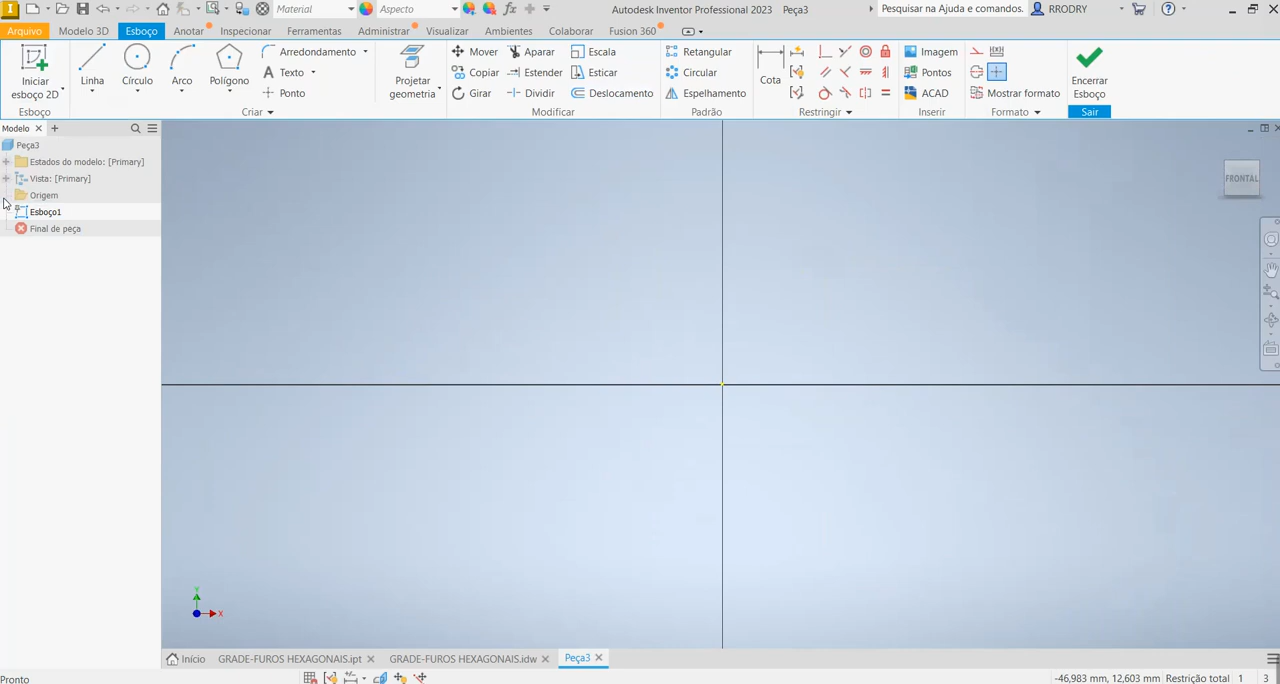 Material
Aspecto
fx
Autodesk Inventor Professional 2023
Peça3
Pesquisar na Ajuda e comandos.
RRODRY
Arquivo
Modelo 3D
Esboço
Anotar
Inspecionar
Ferramentas
Administrar
Visualizar
Ambientes
Colaborar
Fusion 360
Iniciar
esboço 2D
Linha
Círculo
Arco
Polígono
Arredondamento
Texto
Ponto
Projetar
geometria
Mover
Copiar
Girar
Aparar
Estender
Dividir
Escala
Esticar
Deslocamento
Retangular
Circular
Espelhamento
Cota
Imagem
Pontos
ACAD
Mostrar formato
Encerrar
Esboço
Esboço
Criar
Modificar
Padrão
Restringir
Inserir
Formato
Sair
Modelo
Peça3
Estados do modelo: [Primary]
Vista: [Primary]
Origem
Esboço1
Final de peça
FRONTAL
Y
X
Início
GRADE-FUROS HEXAGONAIS.ipt
GRADE-FUROS HEXAGONAIS.idw
Peça3
Pronto
-46,983 mm, 12,603 mm
Restrição total
1
3